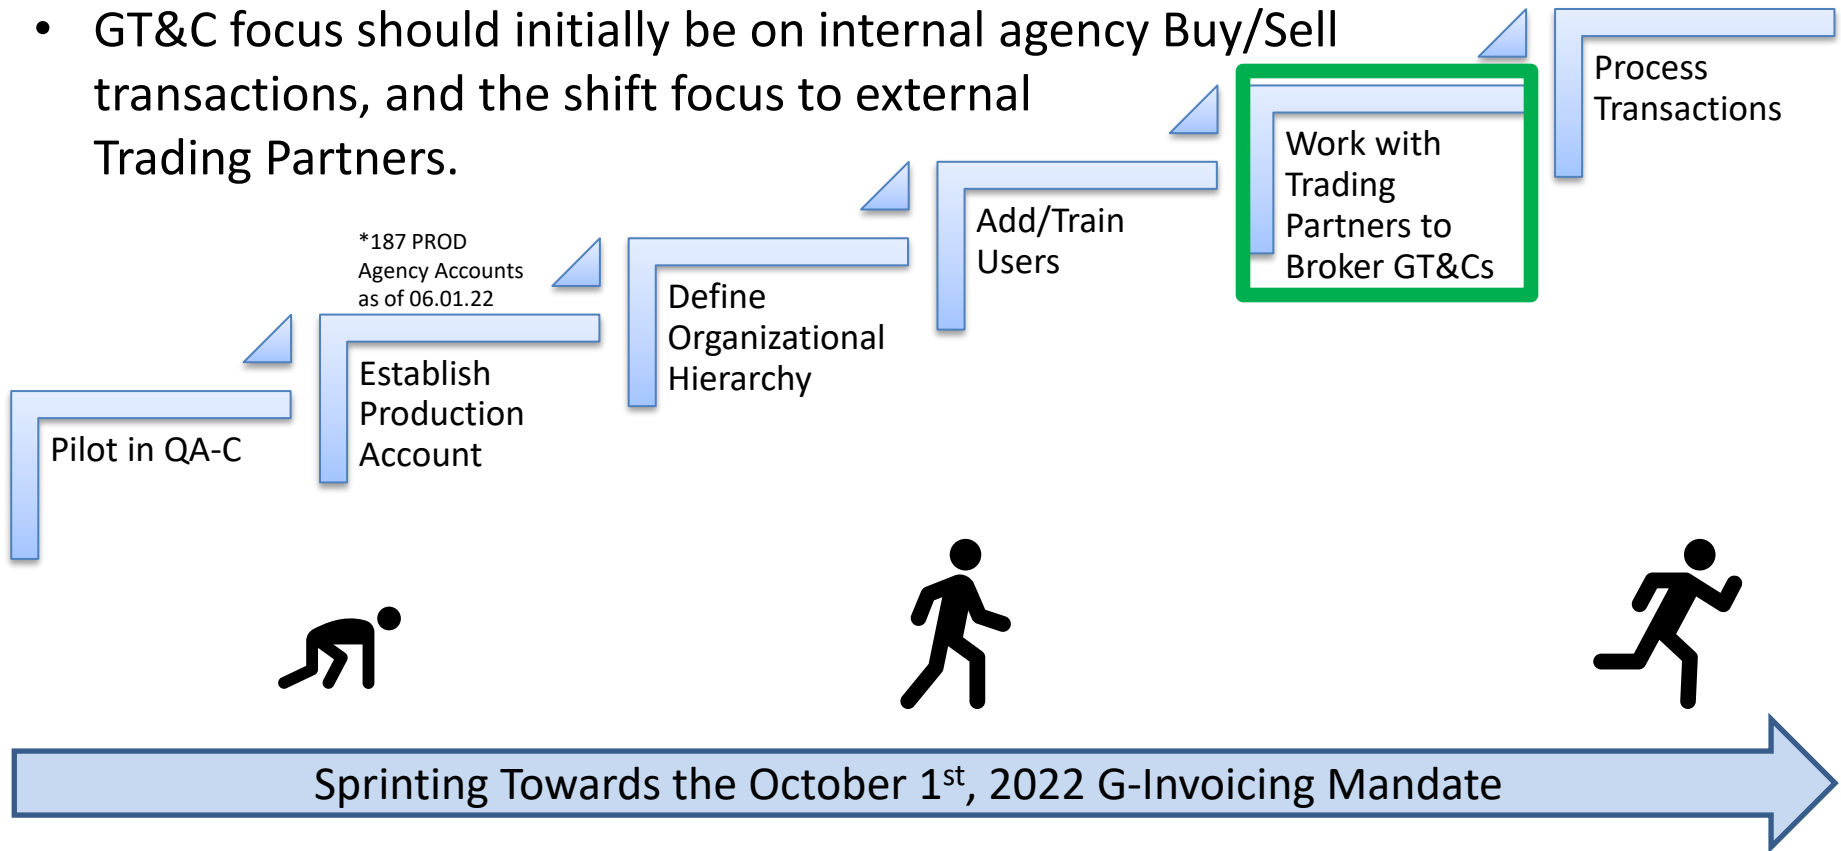 • GT&C focus should initially be on internal agency Buy/Sell
transactions, and the shift focus to external
Trading Partners.
Process
Transactions
Work with
Trading
Partners to
Broker GT&Cs
Add/Train
Users
*187 PROD
Agency Accounts
as of 06.01.22
Define
Organizational
Hierarchy
Establish
Production
Account
Pilot in QA-C
Sprinting Towards the October 1st, 2022 G-Invoicing Mandate